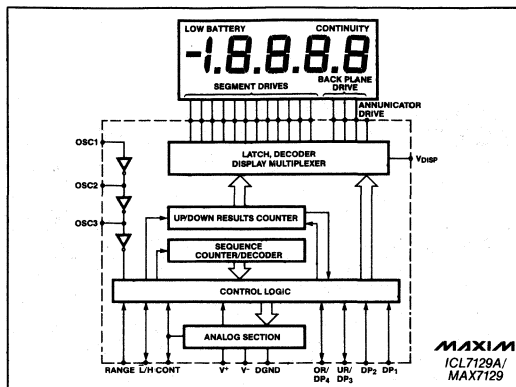 LOW BATTERY CONTINUITY
-1.8.8.8.8
SEGMENT DRIVES
BACK PLANE
DRIVE
ANNUNICATOR
DRIVE
OSC1
LATCH, DECODER
DISPLAY MULTIPLEXER
VDISP
OSC2
OSC3
UP/DOWN RESULTS COUNTER
SEQUENCE
COUNTER/DECODER
CONTROL LOGIC
ANALOG SECTION
RANGE L/H CONT V+ V- DGND OR/DP4 UR/DP3 DP2 DP1
MAXIM
ICL7129A/
MAX7129